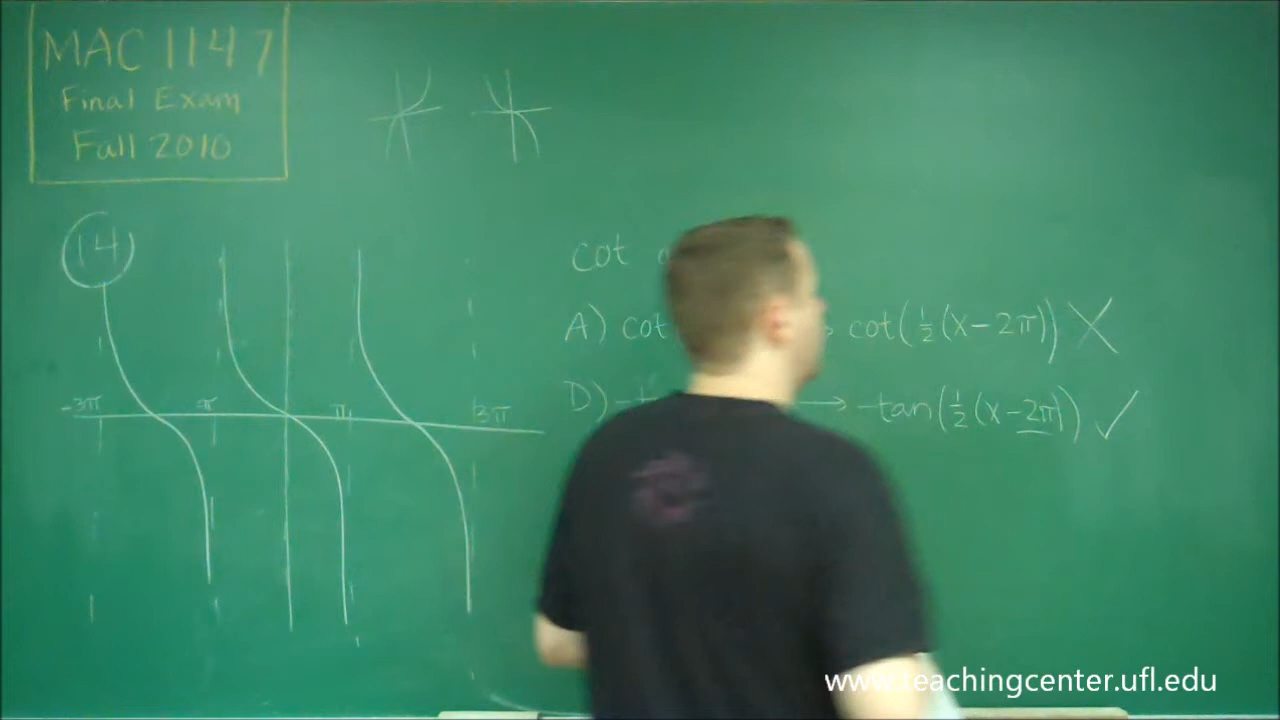 MAC 1147
Final Exam
Fall 2010
14
cot
A) cot cot(½(x-2π)) X
D) → -tan(½(x-2π)) ✓
-3π -π π 3π
www.teachingcenter.ufl.edu